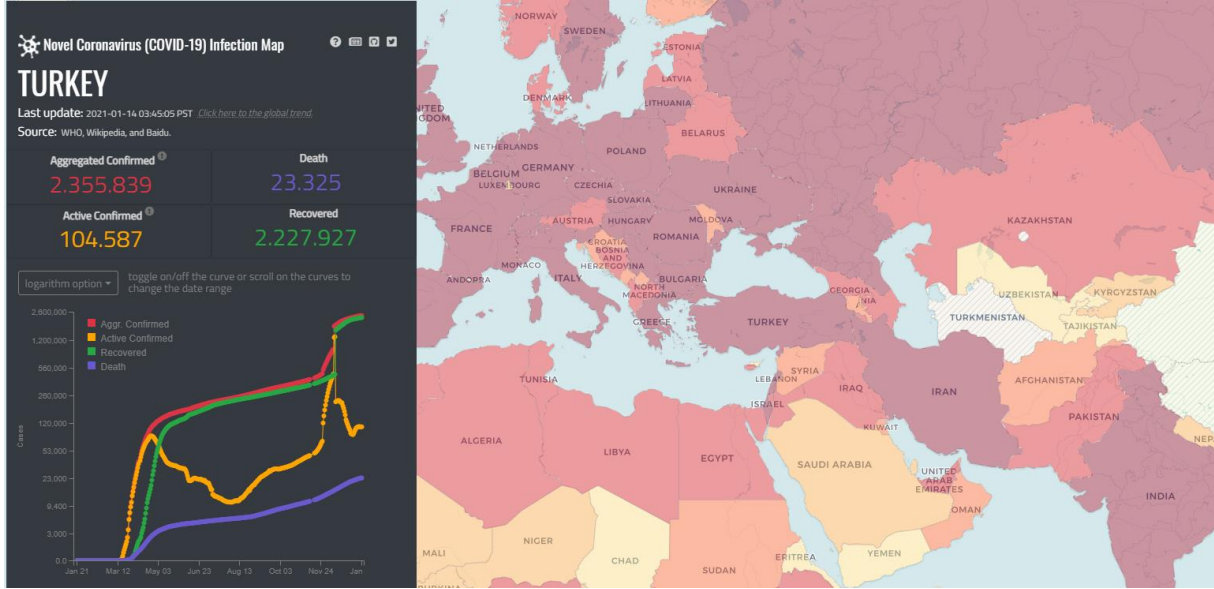 Novel Coronavirus (COVID-19) Infection Map
TURKEY
Last update: 2021-01-14 03:45:05 PST Click here to the global trend.
Source: WHO, Wikipedia, and Baidu.
Aggregated Confirmed
2.355.839
Death
23.325
Active Confirmed
104.587
Recovered
2.227.927
logarithm option
toggle on/off the curve or scroll on the curves to
change the date range
Aggr. Confirmed
Active Confirmed
Recovered
Death
Cases
2,600,000
1,200,000
560,000
260,000
120,000
53,000
23,000
9,400
3,000
0.0
Jan 21 Mar 12 May 03 Jun 23 Aug 13 Oct 03 Nov 24 Jan
NORWAY
SWEDEN
ESTONIA
LATVIA
DENMARK
LITHUANIA
BELARUS
NETHERLANDS
POLAND
BELGIUM
GERMANY
LUXEMBOURG
CZECHIA
UKRAINE
SLOVAKIA
KAZAKHSTAN
FRANCE
AUSTRIA
HUNGARY
MOLDOVA
ROMANIA
CROATIA
BOSNIA
AND
HERZEGOVINA
MONACO
ANDORRA
ITALY
BULGARIA
NORTH
MACEDONIA
GEORGIA
NIA
UZBEKISTAN
KYRGYZSTAN
TURKMENISTAN
TAJIKISTAN
GREECE
TURKEY
TUNISIA
LEBANON
SYRIA
IRAQ
IRAN
AFGHANISTAN
ISRAEL
PAKISTAN
KUWAIT
ALGERIA
LIBYA
EGYPT
SAUDI ARABIA
UNITED
ARAB
EMIRATES
NEP
INDIA
OMAN
MALI
NIGER
CHAD
SUDAN
ERITREA
YEMEN